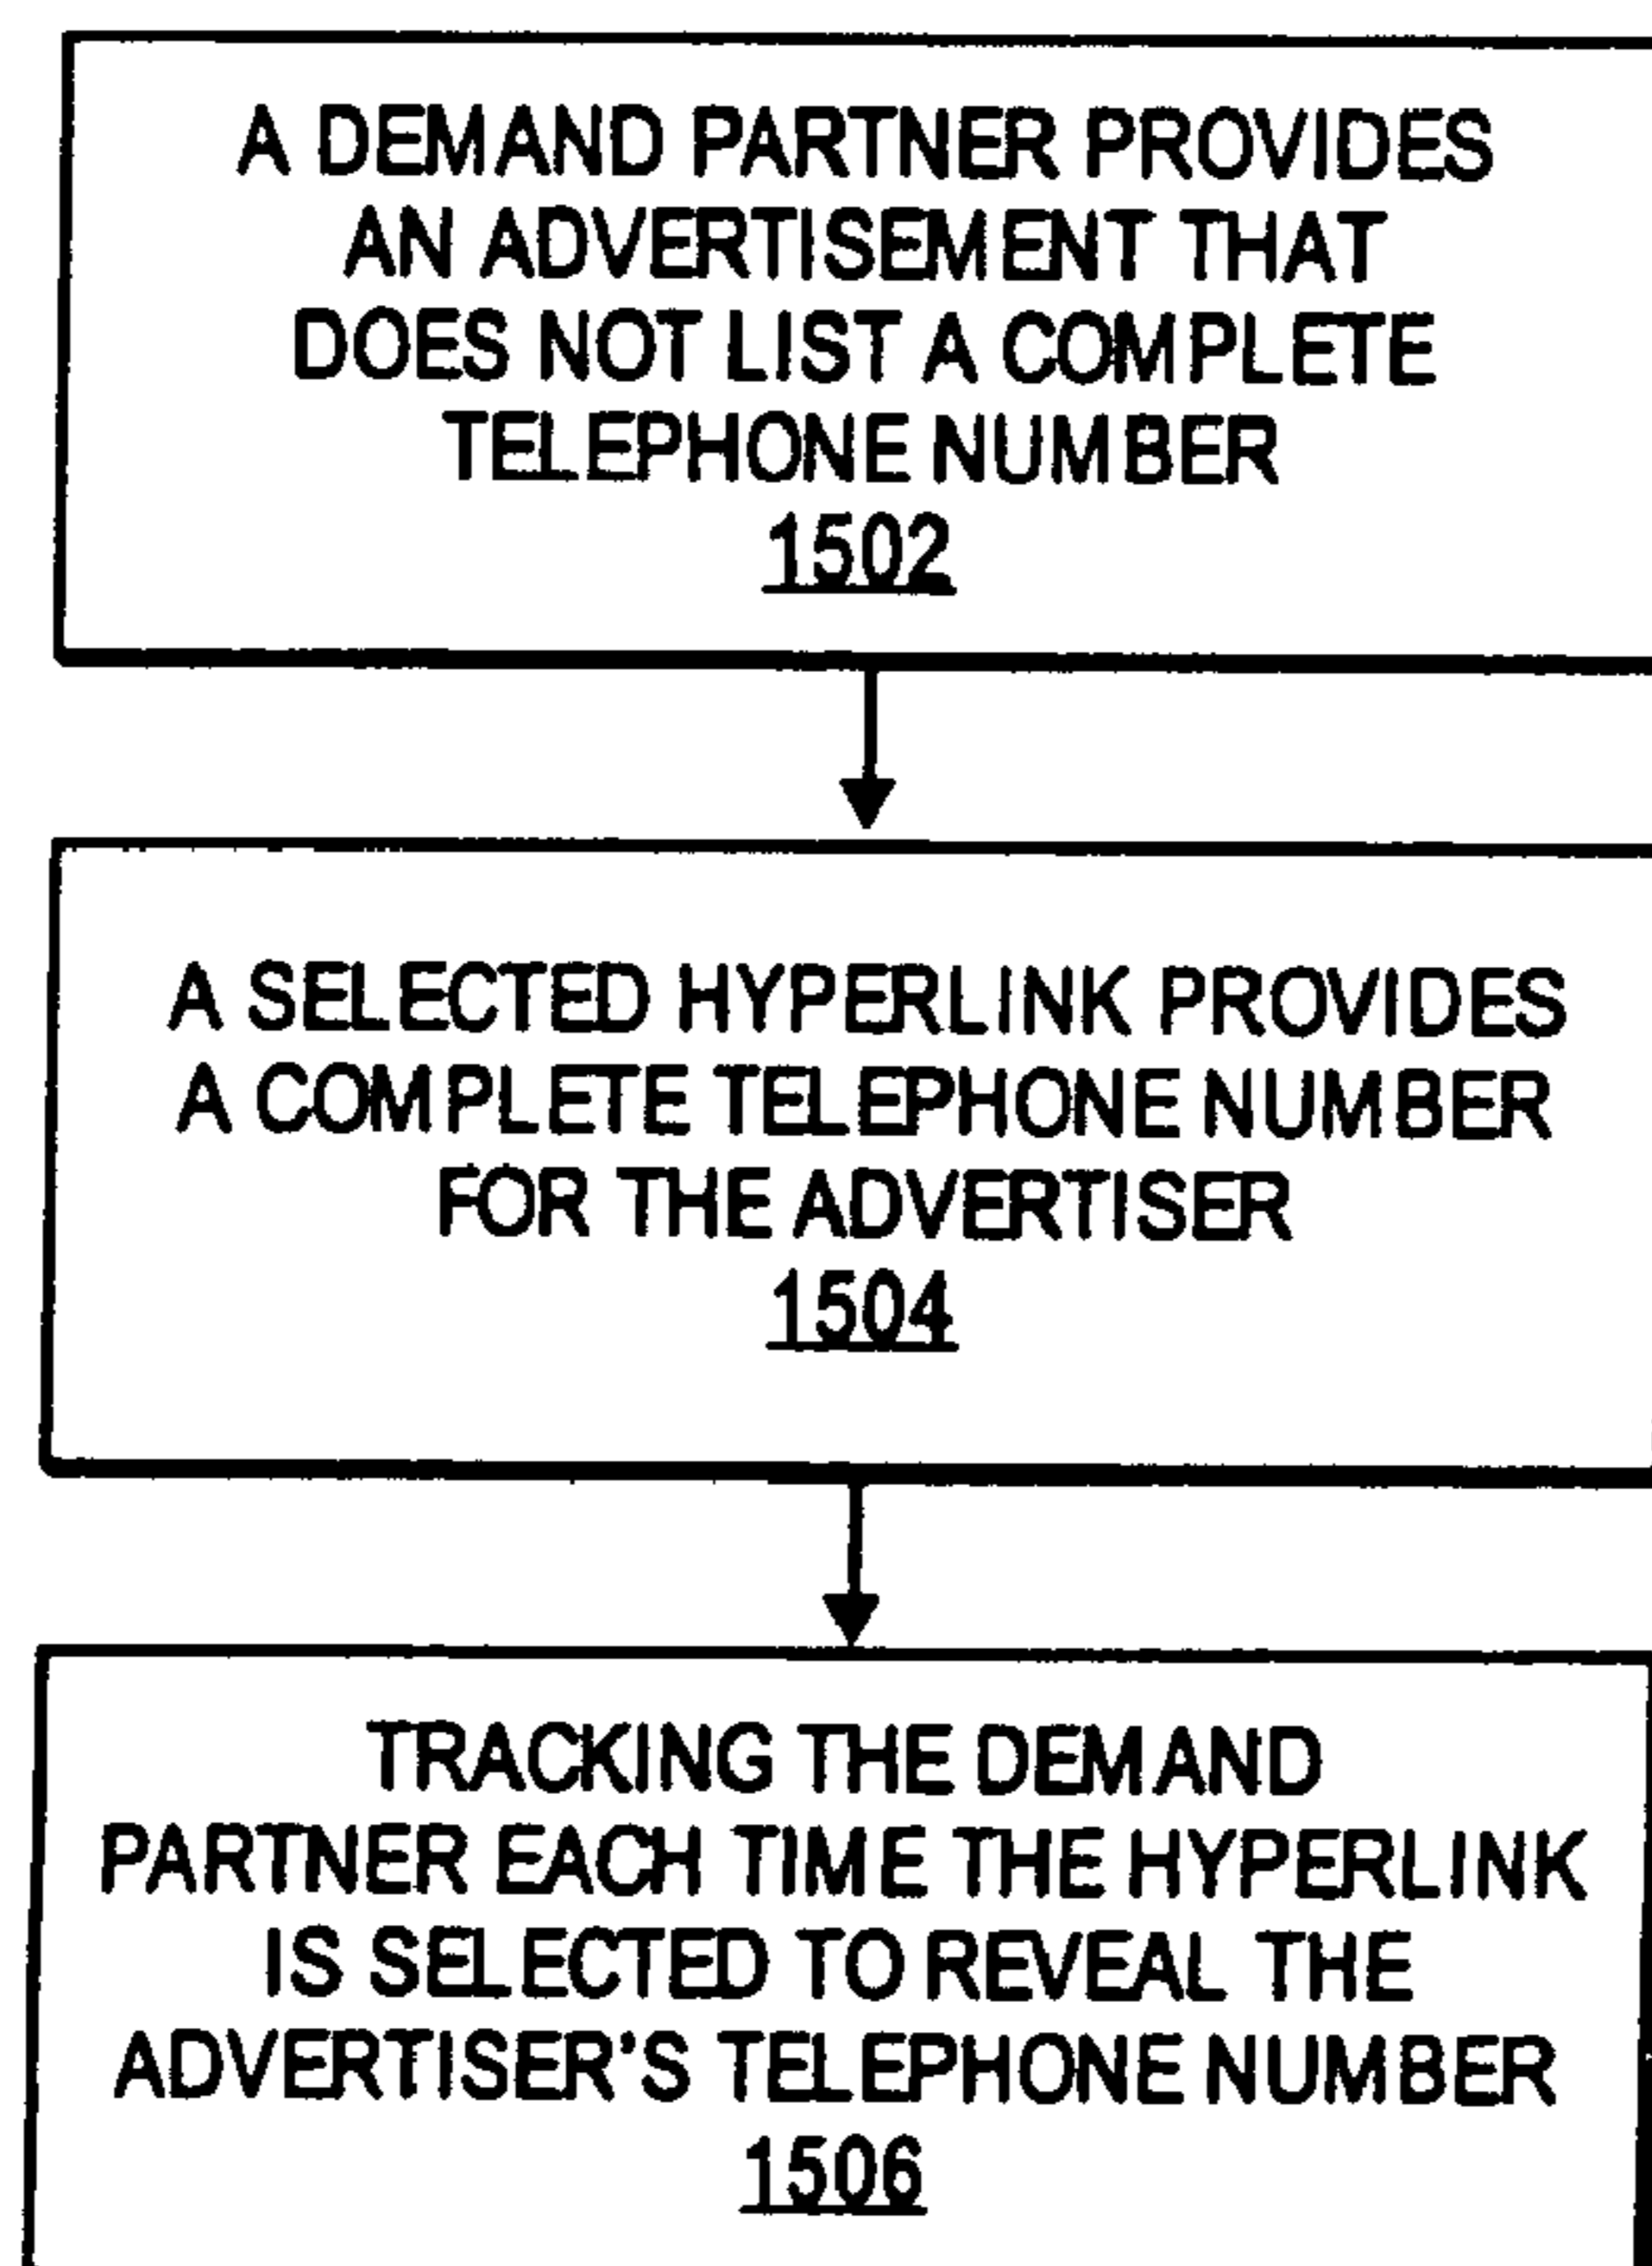 A DEMAND PARTNER PROVIDES
AN ADVERTISEMENT THAT
DOES NOT LIST A COMPLETE
TELEPHONE NUMBER
1502
A SELECTED HYPERLINK PROVIDES
A COMPLETE TELEPHONE NUMBER
FOR THE ADVERTISER
1504
TRACKING THE DEMAND
PARTNER EACH TIME THE HYPERLINK
IS SELECTED TO REVEAL THE
ADVERTISER'S TELEPHONE NUMBER
1506